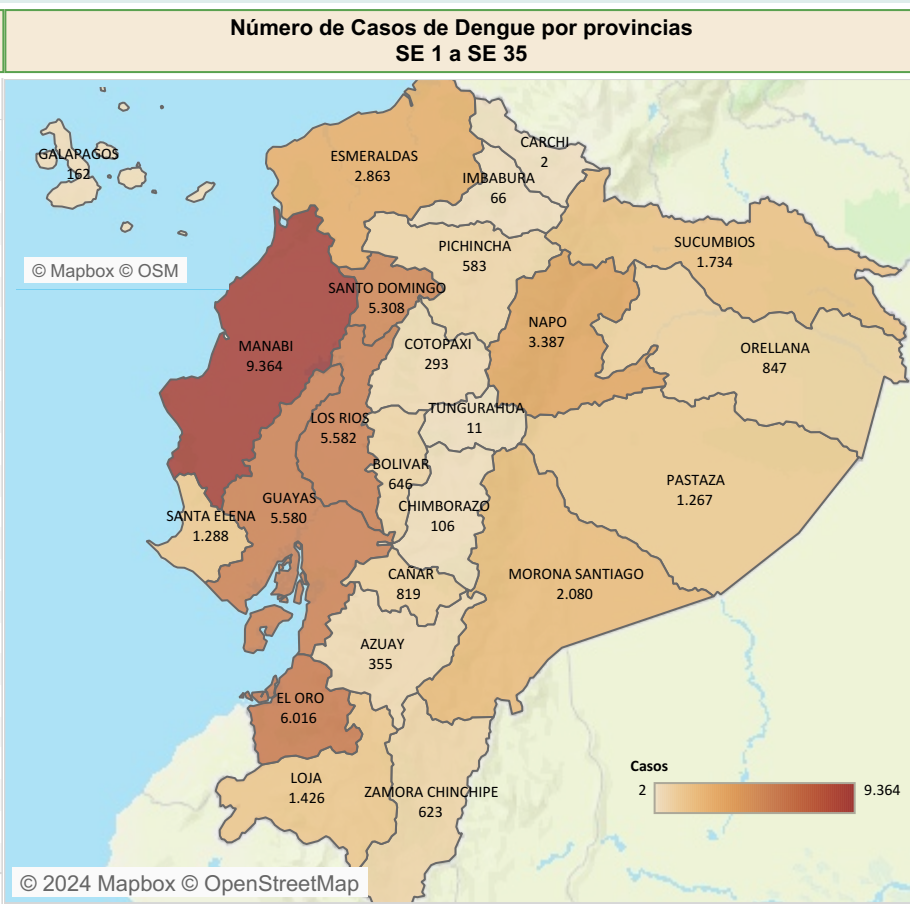 Número de Casos de Dengue por provincias
SE 1 a SE 35
GALAPAGOS
162
ESMERALDAS
2.863
CARCHI
2
IMBABURA
66
PICHINCHA
583
SUCUMBIOS
1.734
© Mapbox © OSM
SANTO DOMINGO
5.308
NAPO
3.387
MANABI
9.364
COTOPAXI
293
ORELLANA
847
LOS RIOS
5.582
TUNGURAHUA
11
BOLIVAR
646
PASTAZA
1.267
GUAYAS
5.580
CHIMBORAZO
106
SANTA ELENA
1.288
CAÑAR
819
MORONA SANTIAGO
2.080
AZUAY
355
EL ORO
6.016
LOJA
1.426
ZAMORA CHINCHIPE
623
Casos
2 9.364
© 2024 Mapbox © OpenStreetMap